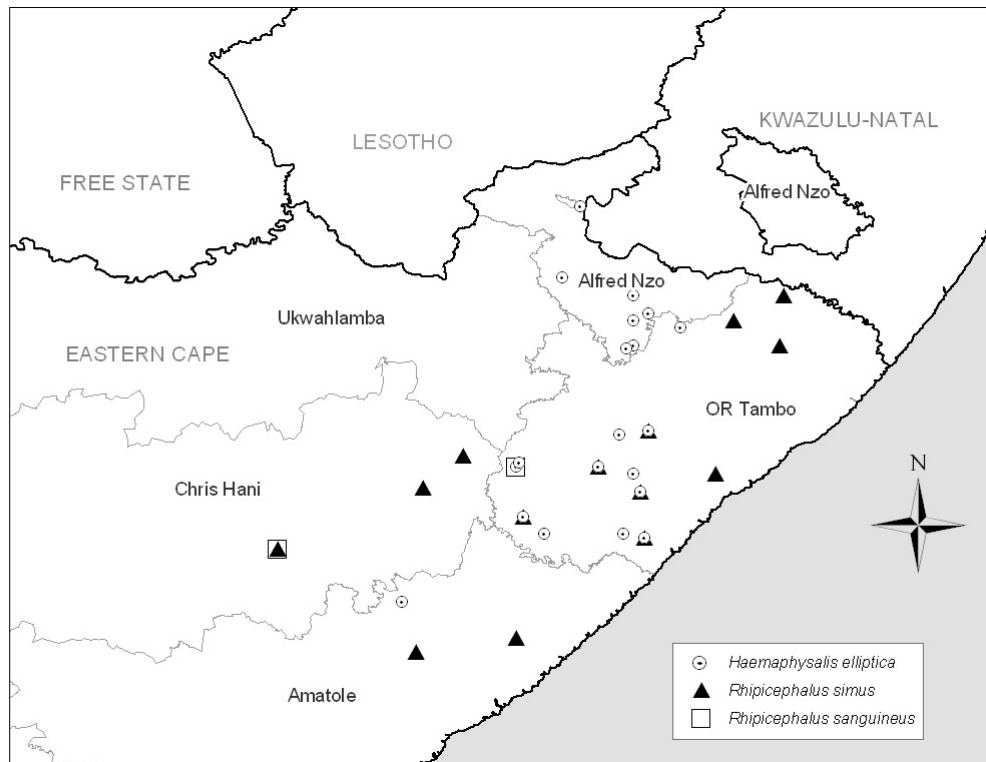 KWAZULU-NATAL
LESOTHO
FREE STATE
Alfred Nzo
Alfred Nzo
Ukwahlamba
EASTERN CAPE
OR Tambo
Chris Hani
N
Amatole
Haemaphysalis elliptica
Rhipicephalus simus
Rhipicephalus sanguineus